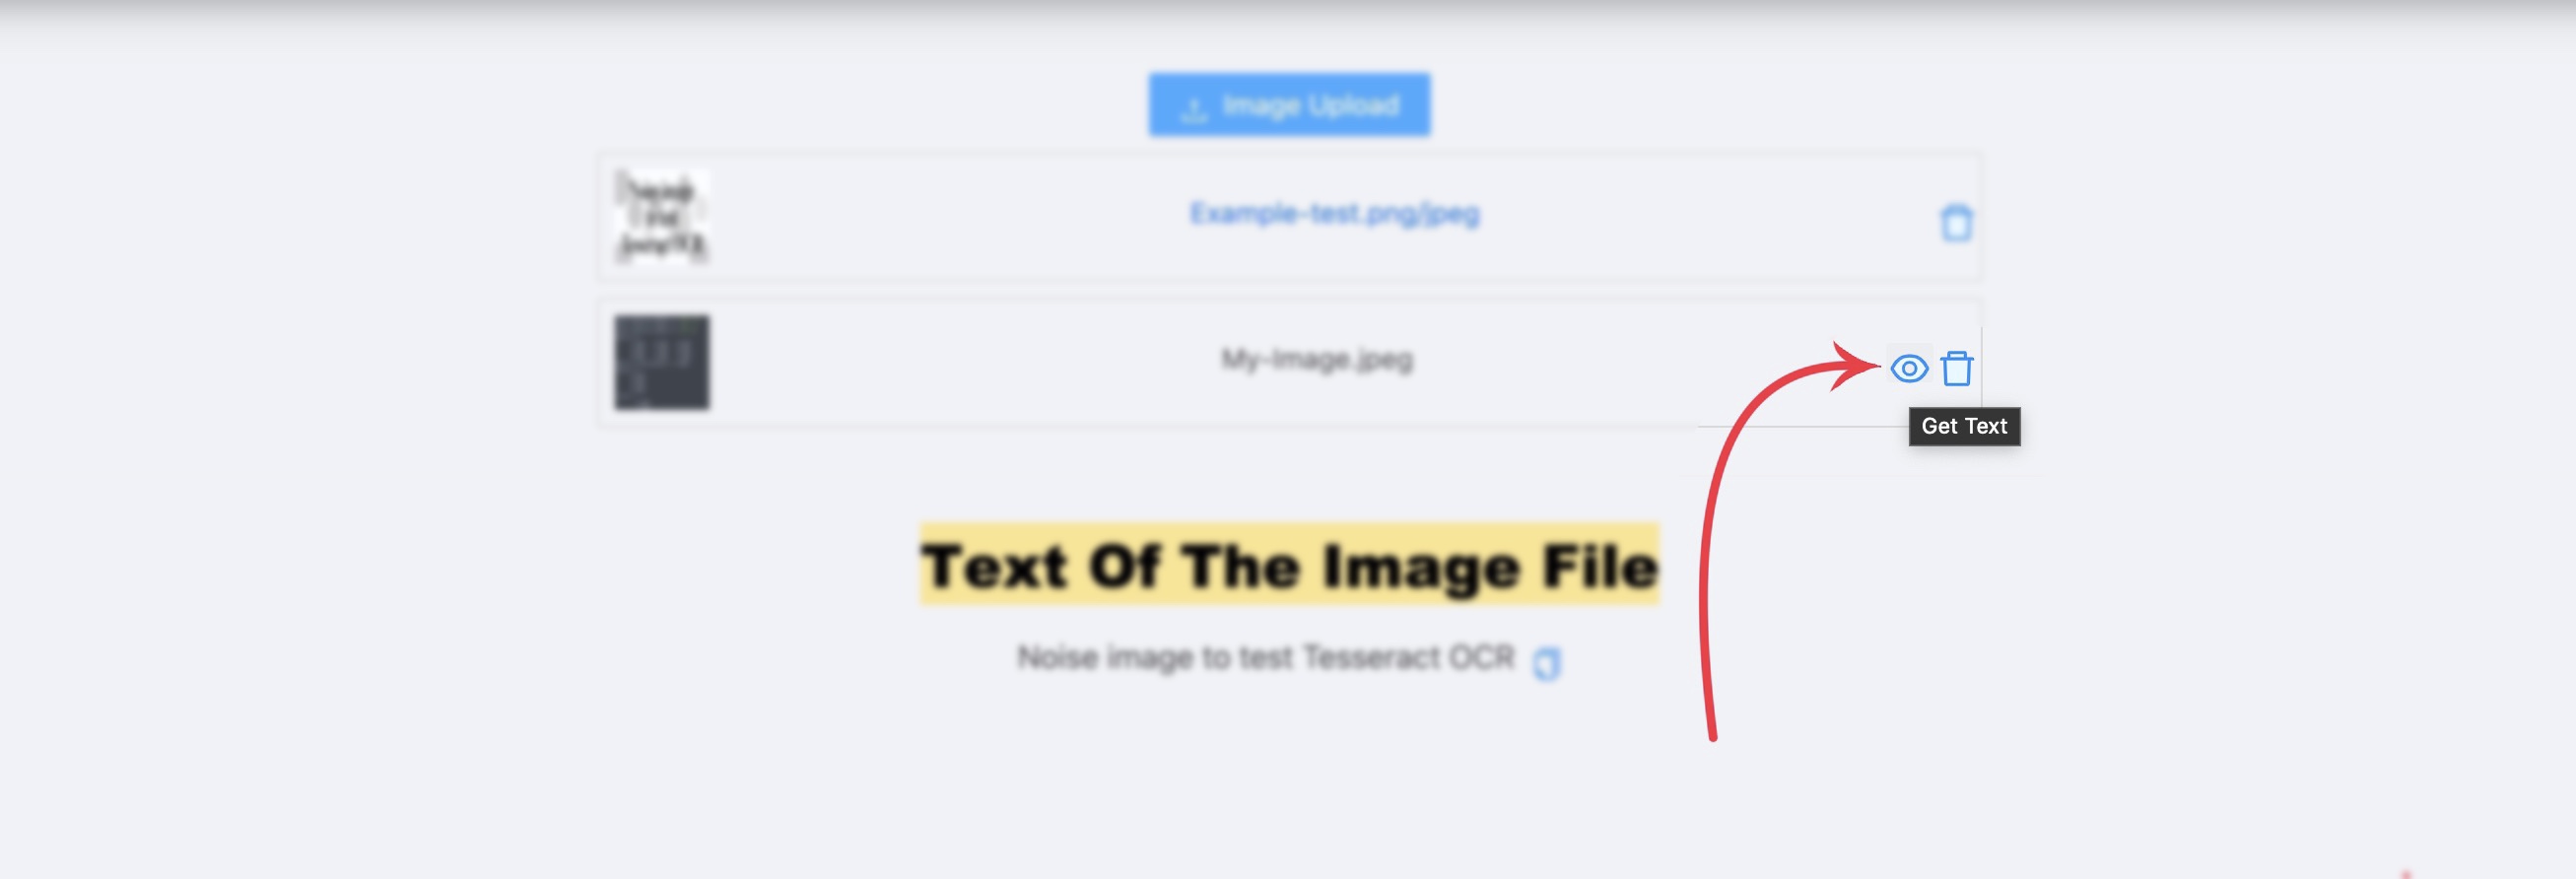 Image Upload
Example-test.png/jpeg
My-Image.jpeg
Get Text
Text Of The Image File
Noise image to test Tesseract OCR